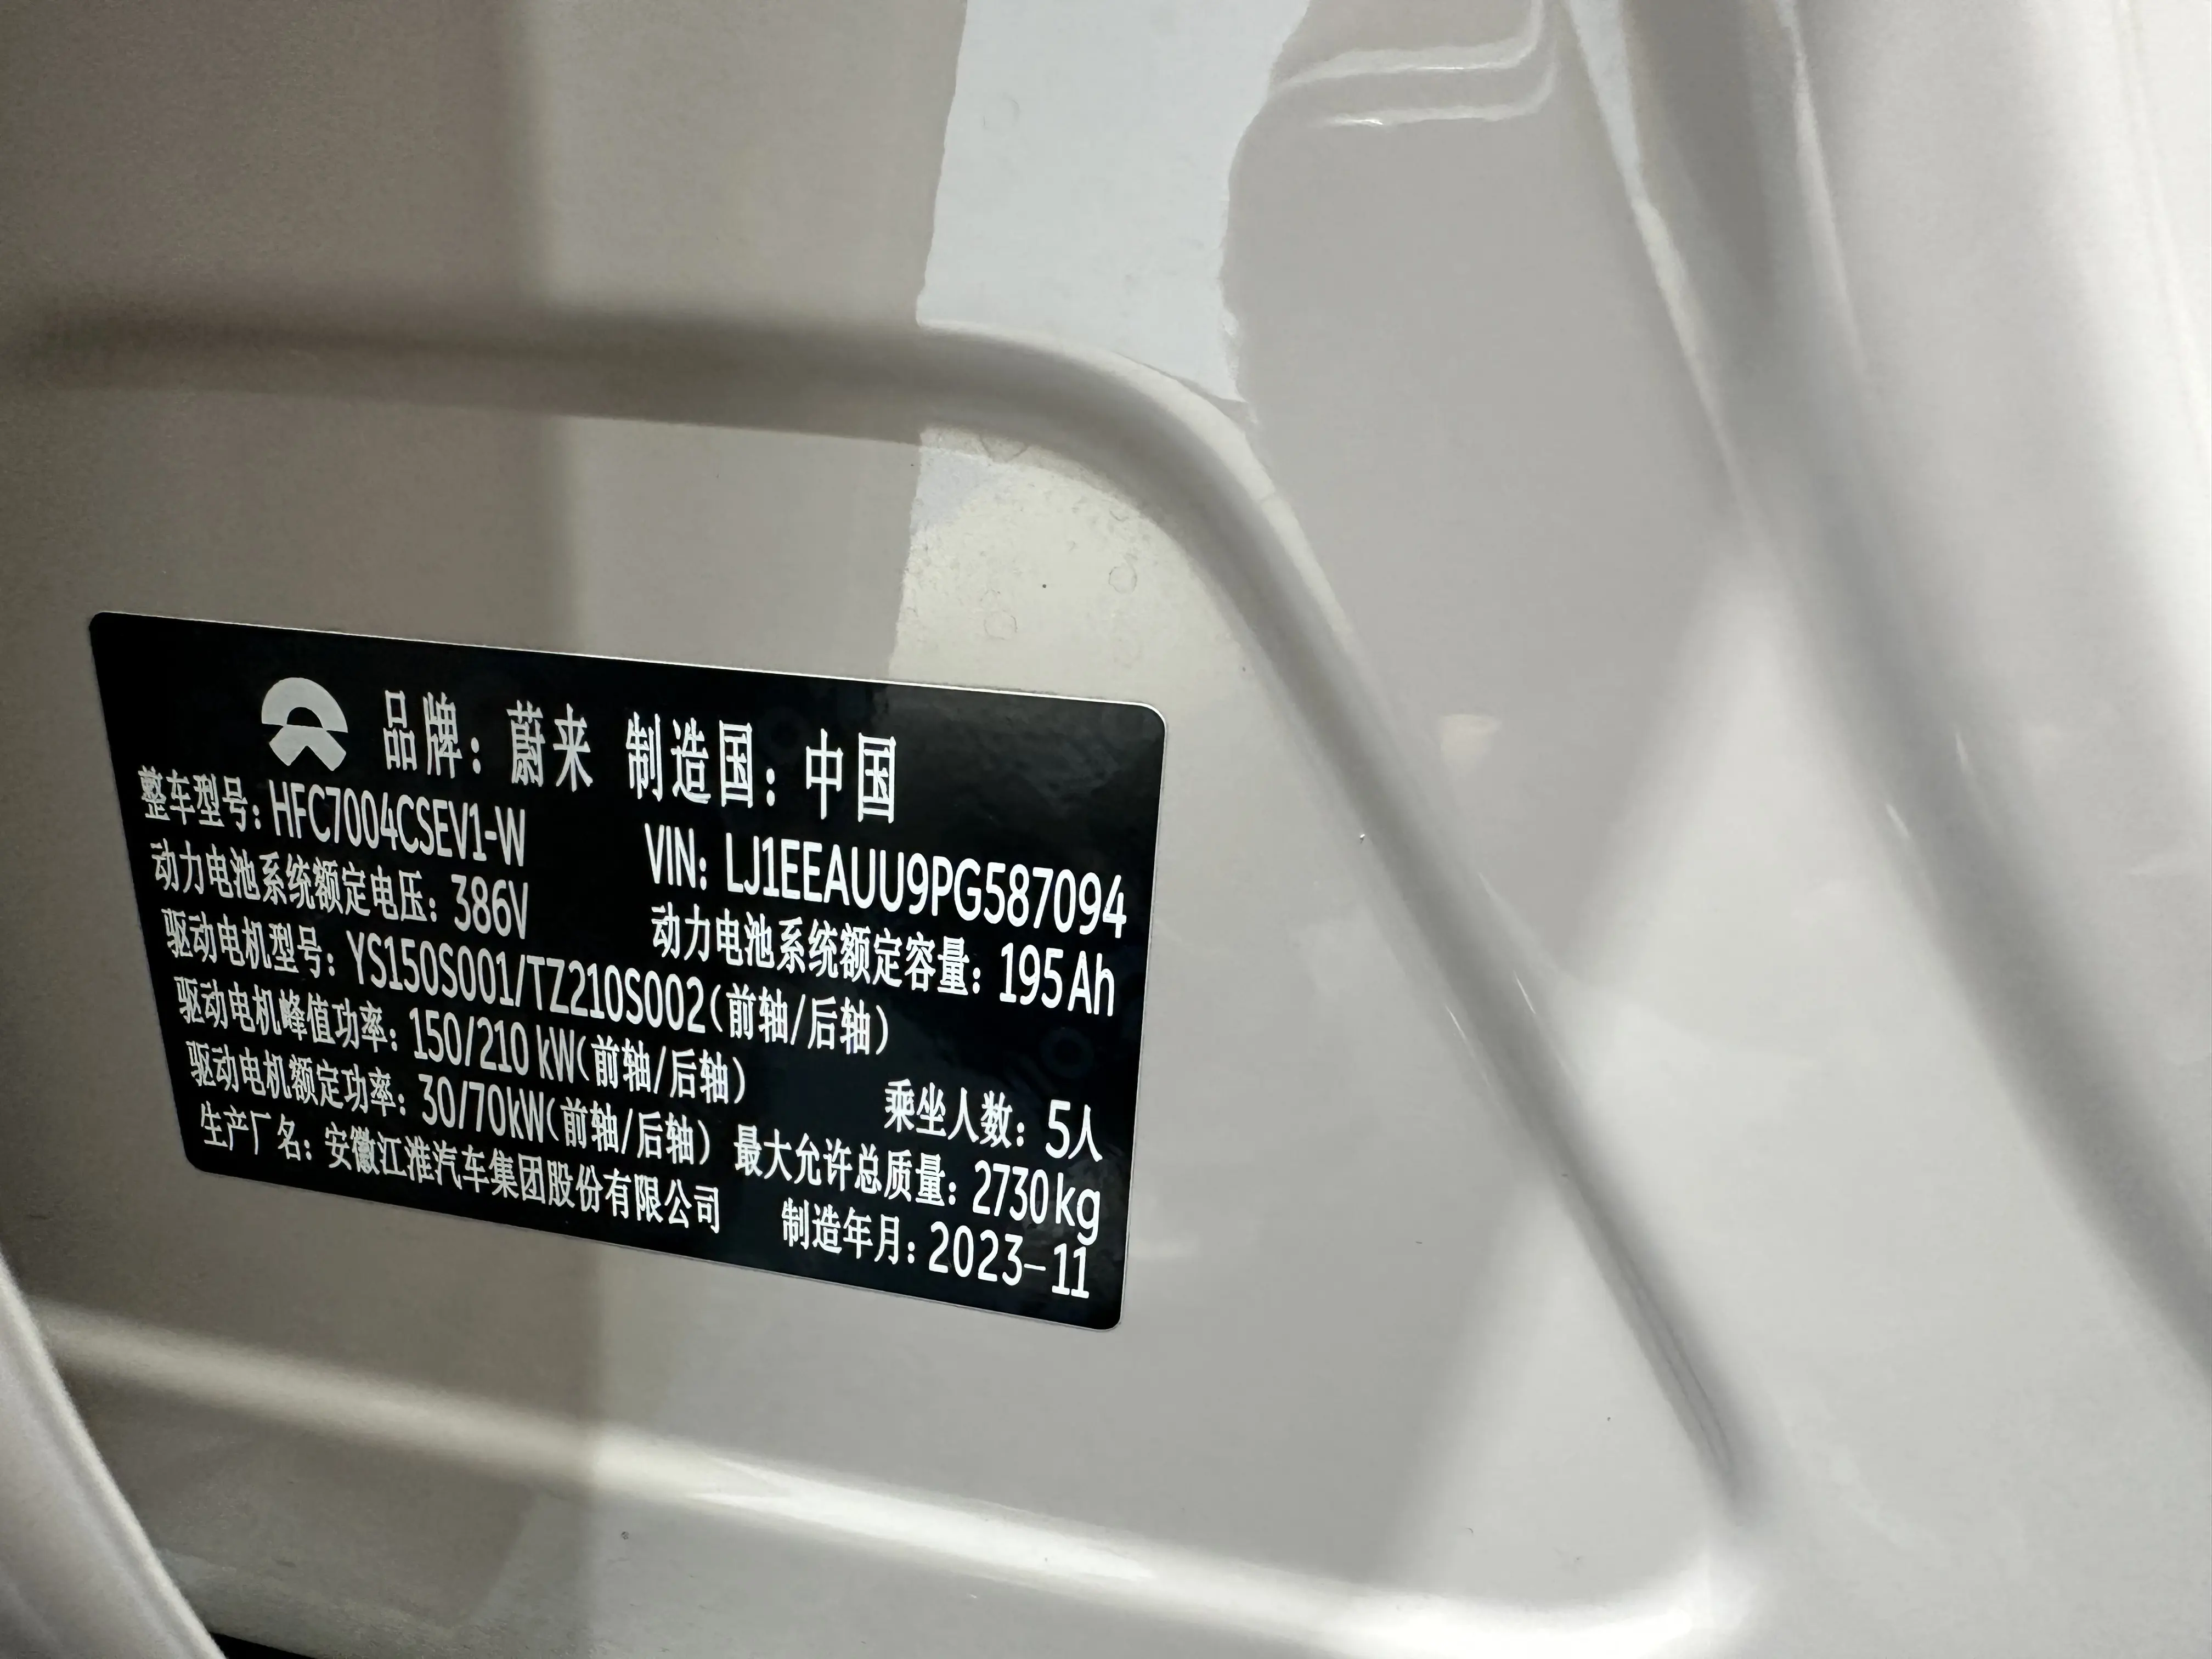 品牌：蔚来 制造国：中国
整车型号：HFC7004CSEV1-W VIN：LJ1EEAUU9PG587094
动力电池系统额定电压：386V 动力电池系统额定容量：195Ah
驱动电机型号：YS150S001/TZ210S002（前轴/后轴）
驱动电机峰值功率：150/210 kW（前轴/后轴） 乘坐人数：5人
驱动电机额定功率：30/70kW（前轴/后轴） 最大允许总质量：2730kg
生产厂名：安徽江淮汽车集团股份有限公司 制造年月：2023-11